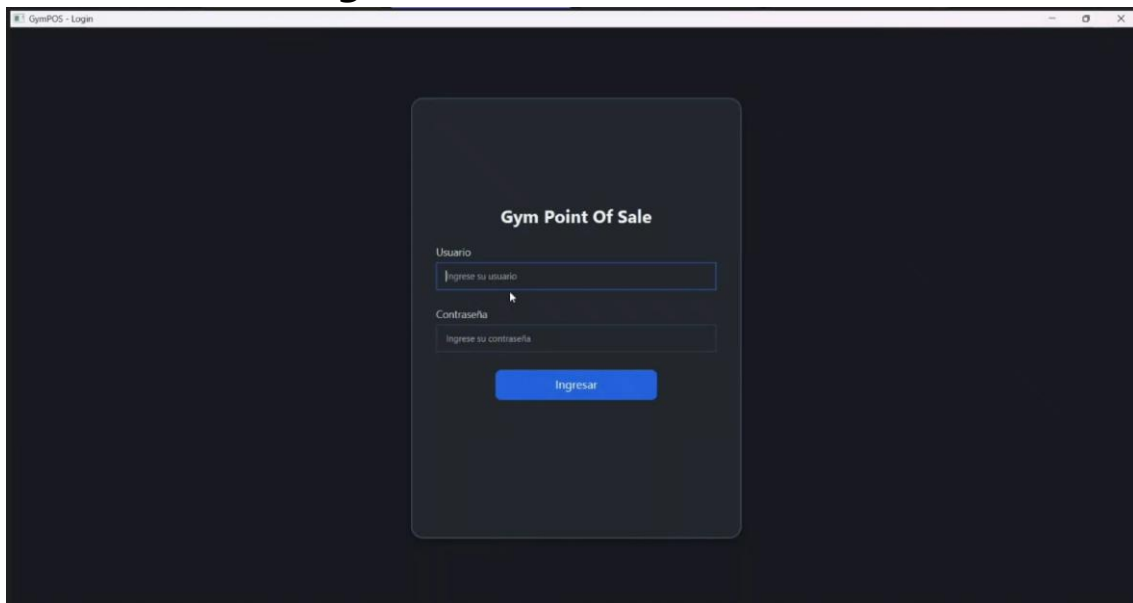 GymPOS - Login
Gym Point Of Sale
Usuario
Ingrese su usuario
Contraseña
Ingrese su contraseña
Ingresar